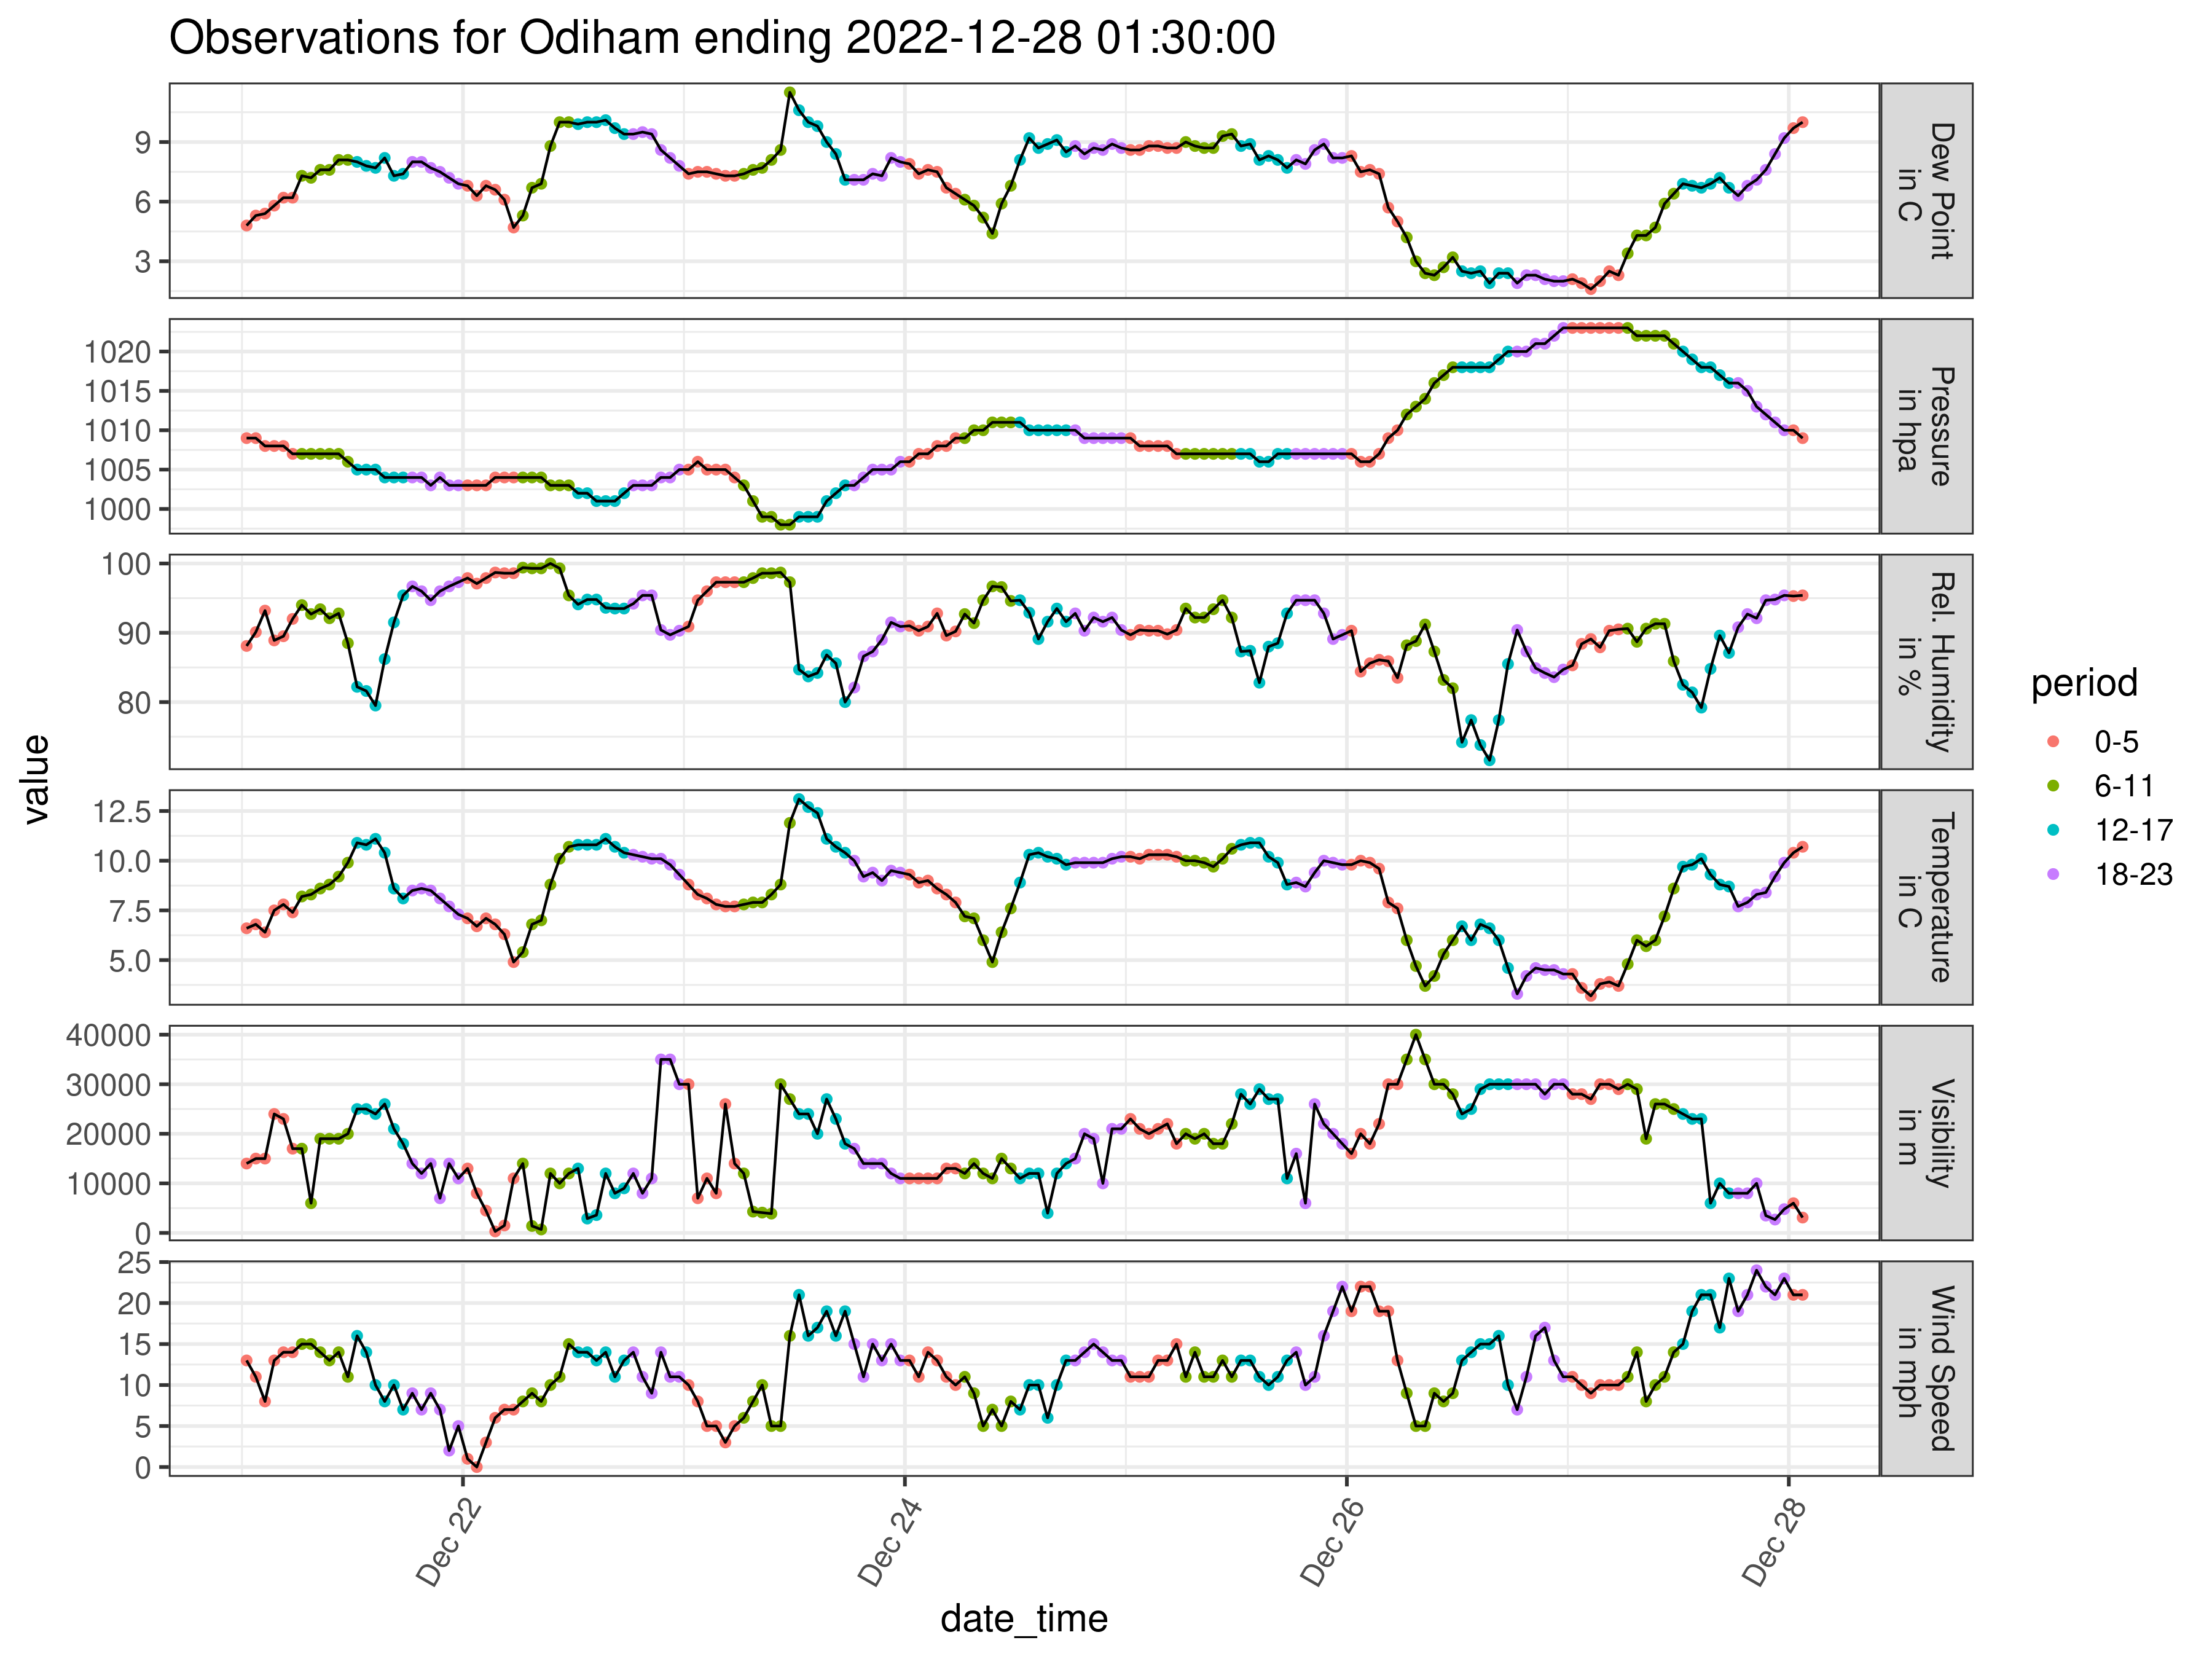 Observations for Odiham ending 2022-12-28 01:30:00
value
9
6
3
Dew Point
in C
1020
1015
1010
1005
1000
Pressure
in hpa
100
90
80
Rel. Humidity
in %
12.5
10.0
7.5
5.0
Temperature
in C
40000
30000
20000
10000
0
Visibility
in m
25
20
15
10
5
0
Wind Speed
in mph
Dec 22
Dec 24
Dec 26
Dec 28
date_time
period
0-5
6-11
12-17
18-23